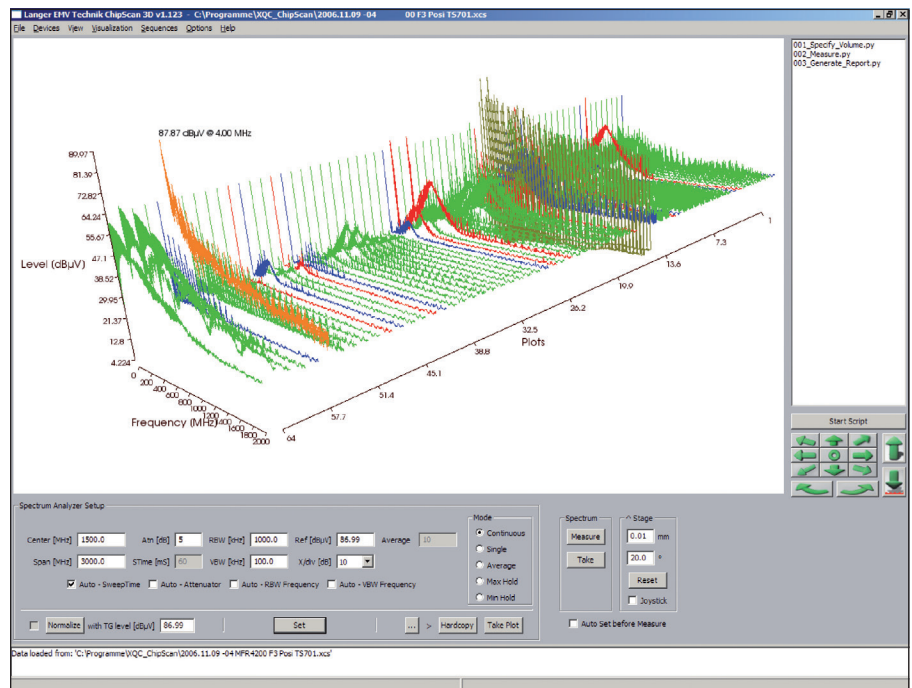 Langer EMV Technik ChipScan 3D v1.123 - C:\Programme\XQC_ChipScan\2006.11.09 -04 00 F3 Posi TS701.xcs
File Devices View Visualization Sequences Options Help
001_Specify_Volume.py
002_Measure.py
003_Generate_Report.py
87.87 dBµV @ 4.00 MHz
89.97
81.39
72.82
64.24
55.67
47.1
38.52
29.95
21.37
12.8
4.224
Level (dBµV)
0
200
400
600
800
1000
1200
1400
1600
1800
2000
Frequency (MHz)
64
57.7
51.4
45.1
38.8
32.5
26.2
19.9
13.6
7.3
1
Plots
Start Script
Spectrum Analyzer Setup
Center [MHz] 1500.0 Atn [dB] 5 RBW [kHz] 1000.0 Ref [dBµV] 86.99 Average 10
Span [MHz] 3000.0 STime [mS] 60 VBW [kHz] 100.0 X/div [dB] 10
Auto - SweepTime Auto - Attenuator Auto - RBW Frequency Auto - VBW Frequency
Mode
Continuous
Single
Average
Max Hold
Min Hold
Normalize with TG level [dBµV] 86.99 Set ... > Hardcopy Take Plot
Spectrum
Measure
Take
^ Stage
0.01 mm
20.0 °
Reset
Joystick
Auto Set before Measure
Data loaded from: 'C:\Programme\XQC_ChipScan\2006.11.09 -04 MFR4200 F3 Posi TS701.xcs'